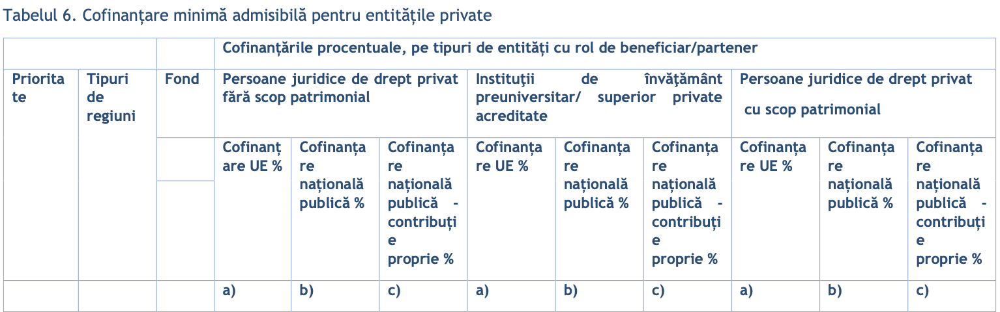 Tabelul 6. Cofinanțare minimă admisibilă pentru entitățile private
Cofinanțările procentuale, pe tipuri de entități cu rol de beneficiar/partener
Priorita
te
Tipuri
de
regiuni
Fond
Persoane juridice de drept privat
fără scop patrimonial
Instituţii de învăţământ
preuniversitar/ superior private
acreditate
Persoane juridice de drept privat
cu scop patrimonial
Cofinanț
are UE %
Cofinanța
re
națională
publică %
Cofinanța
re
națională
publică -
contribuți
e
proprie %
Cofinanța
re UE %
Cofinanța
re
națională
publică %
Cofinanța
re
națională
publică -
contribuți
e
proprie %
Cofinanța
re UE %
Cofinanța
re
națională
publică %
Cofinanța
re
națională
publică -
contribuți
e
proprie %
a) b) c) a) b) c) a) b) c)